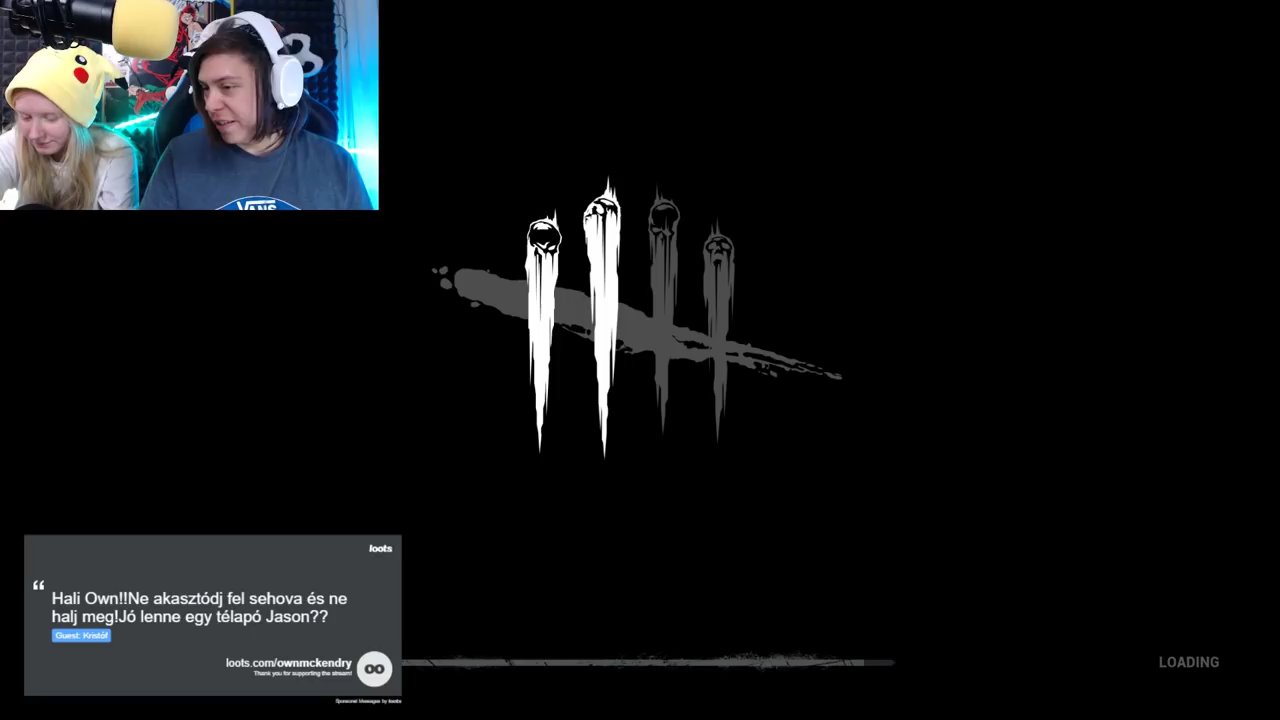 VANS
loots
“
Hali Own!!Ne akasztódj fel sehova és ne
halj meg!Jó lenne egy télapó Jason??
Guest: Kristóf
loots.com/ownmckendry
Thank you for supporting the stream!
Sponsored Messages by loots
LOADING